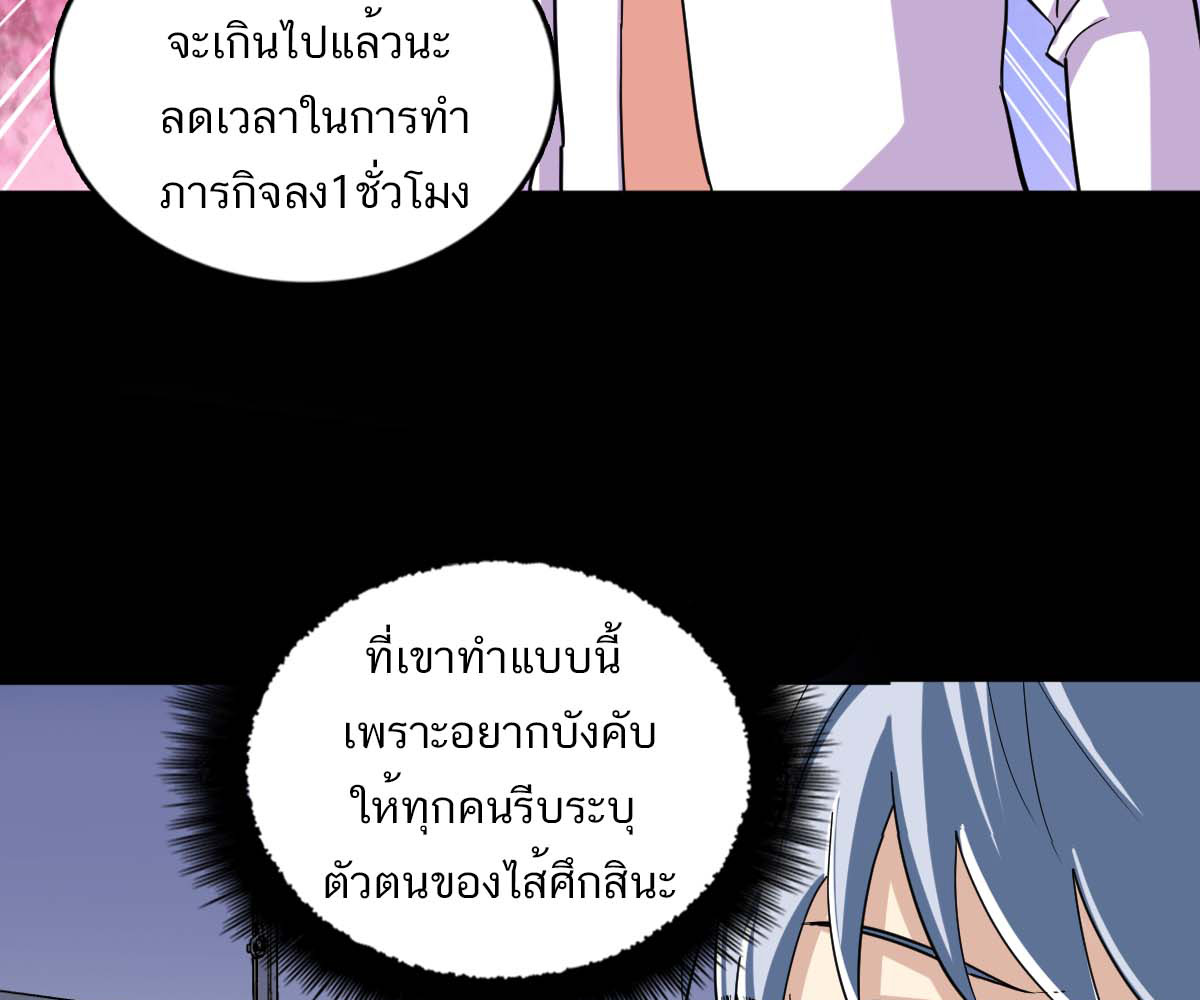 จะเกินไปแล้วนะ
ลดเวลาในการทำ
ภารกิจลง1ชั่วโมง
ที่เขาทำแบบนี้
เพราะอยากบังคับ
ให้ทุกคนรีบระบุ
ตัวตนของไส้ศึกสินะ